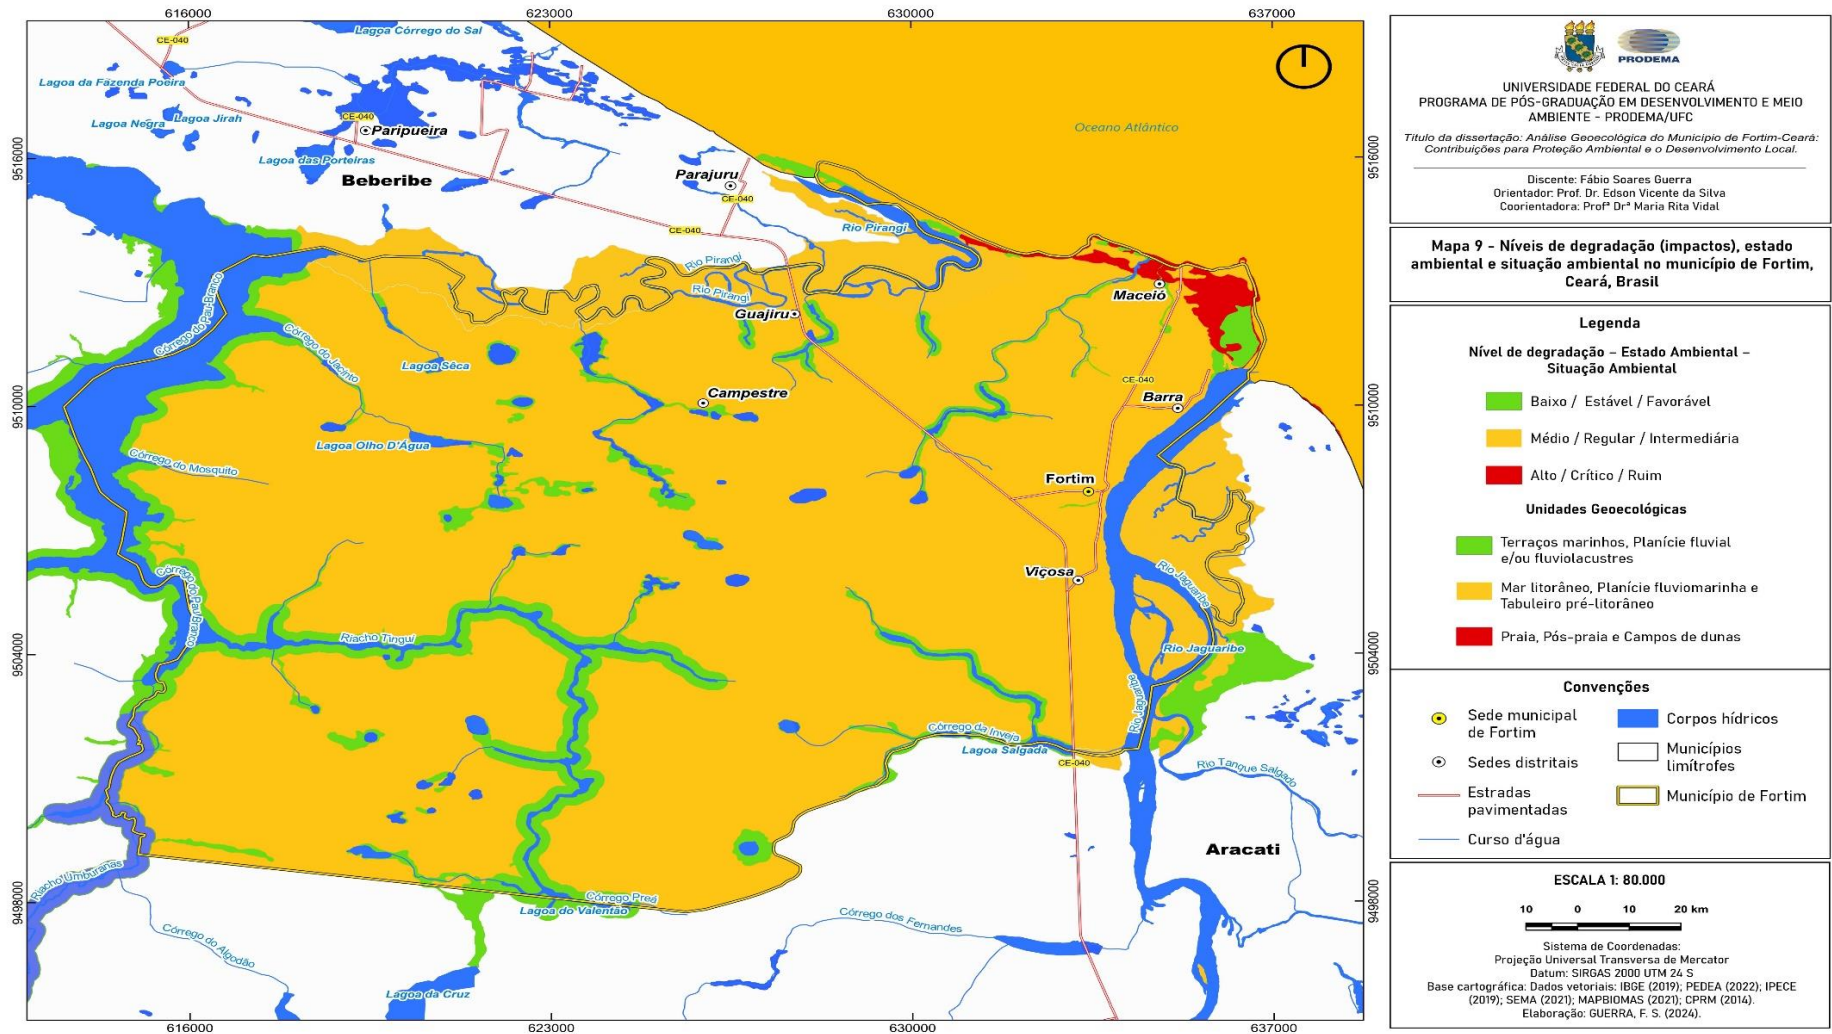 616000
623000
630000
637000
9516000
9510000
9504000
9498000
9516000
9510000
9504000
9498000
616000
623000
630000
637000
CE-040
Lagoa Córrego do Sal
Lagoa da Fazenda Poeira
Lagoa Negra
Lagoa Jirah
CE-040
Paripueira
Lagoa das Porteiras
Beberibe
Parajuru
CE-040
CE-040
Oceano Atlântico
Rio Pirangi
Rio Pirangi
Rio Pirangi
Guajiru
Maceió
Córrego do Pau-Branco
Córrego do Jacinto
Lagoa Sêca
Campestre
CE-040
Barra
Lagoa Olho D'Água
Córrego do Mosquito
Fortim
Viçosa
Córrego do Pau Branco
Rio Jaguaribe
Riacho Tingui
Rio Jaguaribe
Rio Jaguaribe
Córrego da Inveja
Lagoa Salgada
CE-040
Rio Tanque Salgado
Aracati
Riacho Umburanas
Córrego Preá
Lagoa do Valentão
Córrego dos Fernandes
Córrego do Algodão
Lagoa da Cruz
PRODEMA
UNIVERSIDADE FEDERAL DO CEARÁ
PROGRAMA DE PÓS-GRADUAÇÃO EM DESENVOLVIMENTO E MEIO
AMBIENTE - PRODEMA/UFC
Título da dissertação: Análise Geoecológica do Município de Fortim-Ceará:
Contribuições para Proteção Ambiental e o Desenvolvimento Local.
Discente: Fábio Soares Guerra
Orientador: Prof. Dr. Edson Vicente da Silva
Coorientadora: Profª Drª Maria Rita Vidal
Mapa 9 - Níveis de degradação (impactos), estado
ambiental e situação ambiental no município de Fortim,
Ceará, Brasil
Legenda
Nível de degradação – Estado Ambiental –
Situação Ambiental
Baixo / Estável / Favorável
Médio / Regular / Intermediária
Alto / Crítico / Ruim
Unidades Geoecológicas
Terraços marinhos, Planície fluvial
e/ou fluviolacustres
Mar litorâneo, Planície fluviomarinha e
Tabuleiro pré-litorâneo
Praia, Pós-praia e Campos de dunas
Convenções
Sede municipal
de Fortim
Sedes distritais
Estradas
pavimentadas
Curso d'água
Corpos hídricos
Municípios
limítrofes
Município de Fortim
ESCALA 1: 80.000
10 0 10 20 km
Sistema de Coordenadas:
Projeção Universal Transversa de Mercator
Datum: SIRGAS 2000 UTM 24 S
Base cartográfica: Dados vetoriais: IBGE (2019); PEDEA (2022); IPECE
(2019); SEMA (2021); MAPBIOMAS (2021); CPRM (2014).
Elaboração: GUERRA, F. S. (2024).